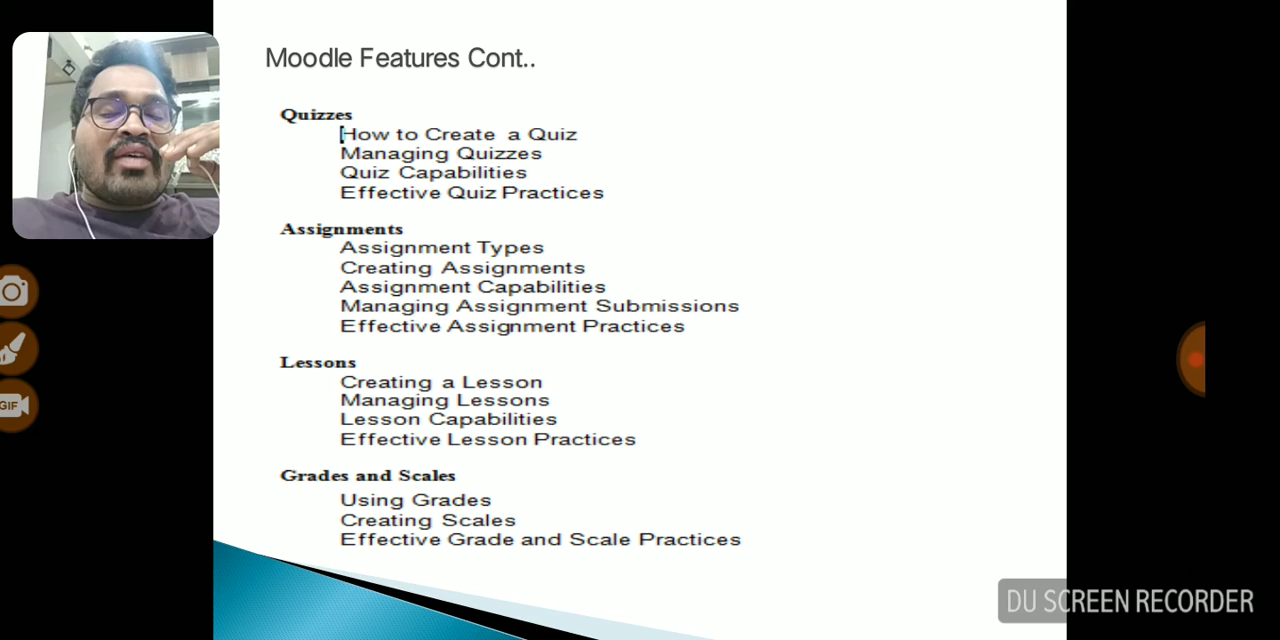 Moodle Features Cont..
Quizzes
How to Create a Quiz
Managing Quizzes
Quiz Capabilities
Effective Quiz Practices
Assignments
Assignment Types
Creating Assignments
Assignment Capabilities
Managing Assignment Submissions
Effective Assignment Practices
Lessons
Creating a Lesson
Managing Lessons
Lesson Capabilities
Effective Lesson Practices
Grades and Scales
Using Grades
Creating Scales
Effective Grade and Scale Practices
GIF
DU SCREEN RECORDER